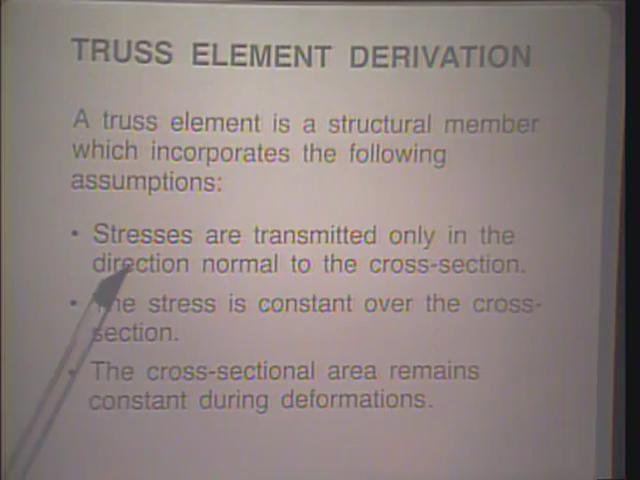 TRUSS ELEMENT DERIVATION
A truss element is a structural member
which incorporates the following
assumptions:
• Stresses are transmitted only in the
direction normal to the cross-section.
• The stress is constant over the cross-
section.
• The cross-sectional area remains
constant during deformations.